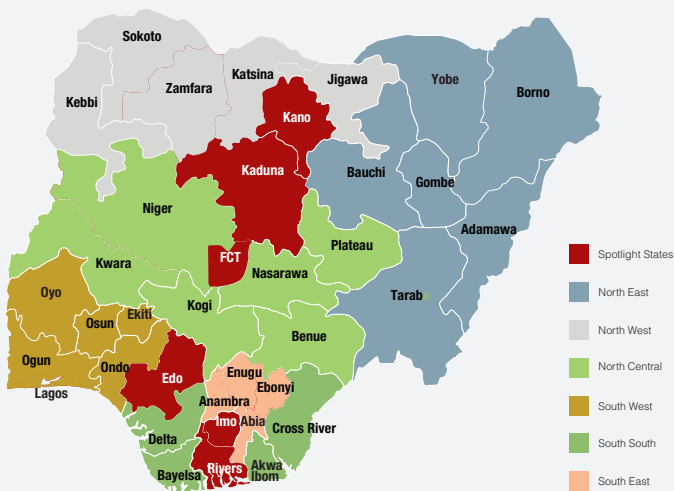 Sokoto
Katsina
Jigawa
Yobe
Borno
Zamfara
Kebbi
Kano
Kaduna
Bauchi
Gombe
Niger
Adamawa
Plateau
FCT
Spotlight States
Kwara
Nasarawa
Oyo
Tarab
North East
Kogi
Ekiti
Osun
North West
Benue
Ogun
Ondo
North Central
Enugu
Edo
Ebonyi
Lagos
Anambra
South West
Imo
Abia
Cross River
Delta
South South
Rivers
Akwa
Ibom
Bayelsa
South East